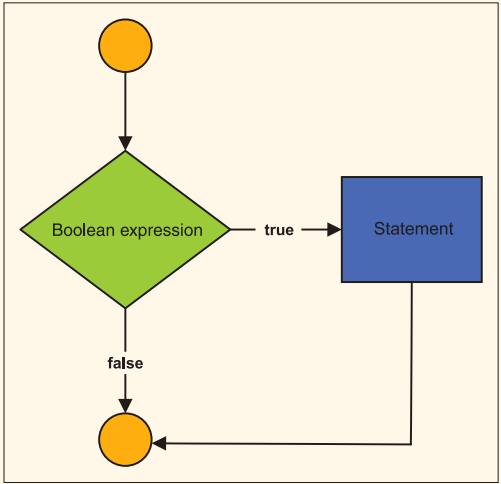 Boolean expression
true
Statement
false